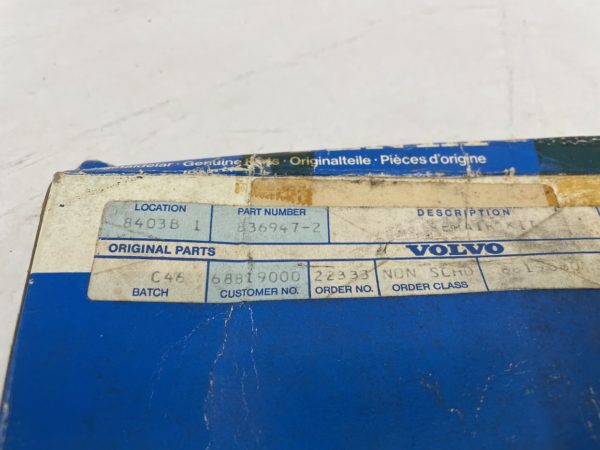 Genuine Parts · Originalteile · Pièces d'origine
LOCATION PART NUMBER DESCRIPTION
8403B 1 836947-2
ORIGINAL PARTS VOLVO
C46 68819000 22333 NON SCHD
BATCH CUSTOMER NO. ORDER NO. ORDER CLASS